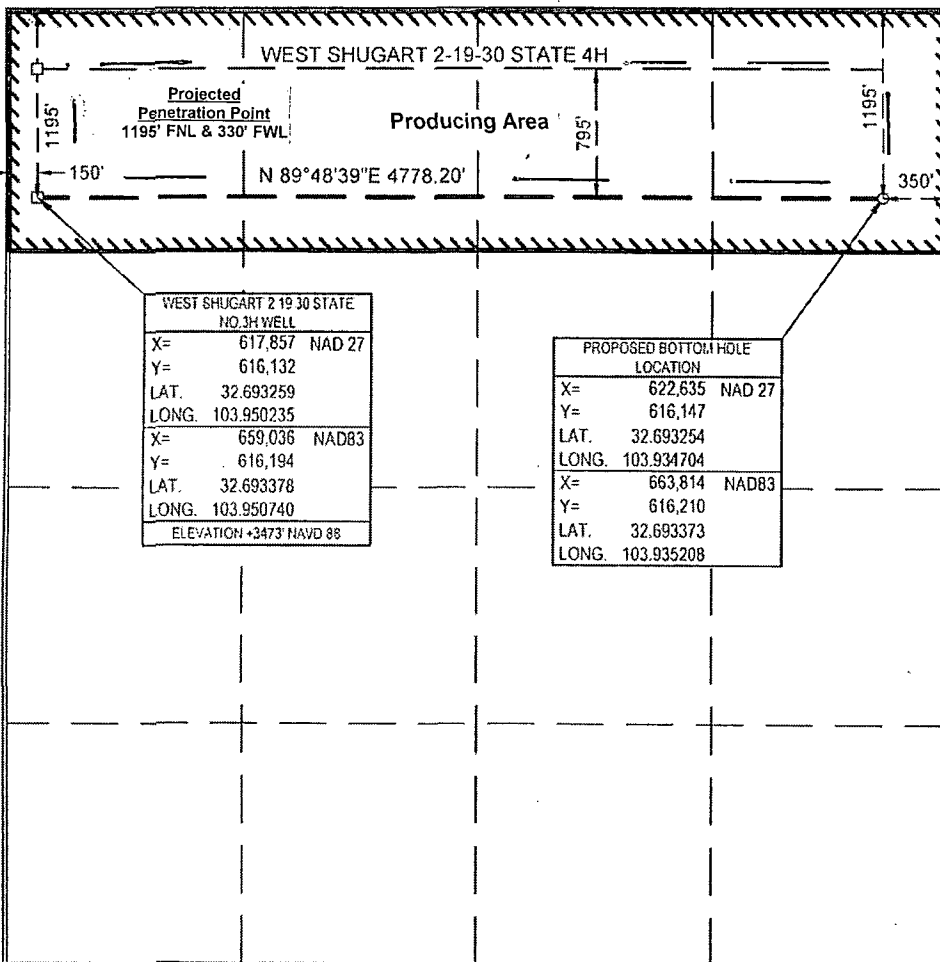 WEST SHUGART 2-19-30 STATE 4H
Projected
Penetration Point
1195' FNL & 330' FWL
Producing Area
1195'
795'
1195'
150'
N 89°48'39"E 4778.20'
350'
WEST SHUGART 2 19 30 STATE
NO.3H WELL
X= 617,857 NAD 27
Y= 616,132
LAT. 32.693259
LONG. 103.950235
X= 659,036 NAD83
Y= 616,194
LAT. 32.693378
LONG. 103.950740
ELEVATION +3473' NAVD 88
PROPOSED BOTTOM HOLE
LOCATION
X= 622,635 NAD 27
Y= 616,147
LAT. 32.693254
LONG. 103.934704
X= 663,814 NAD83
Y= 616,210
LAT. 32.693373
LONG. 103.935208